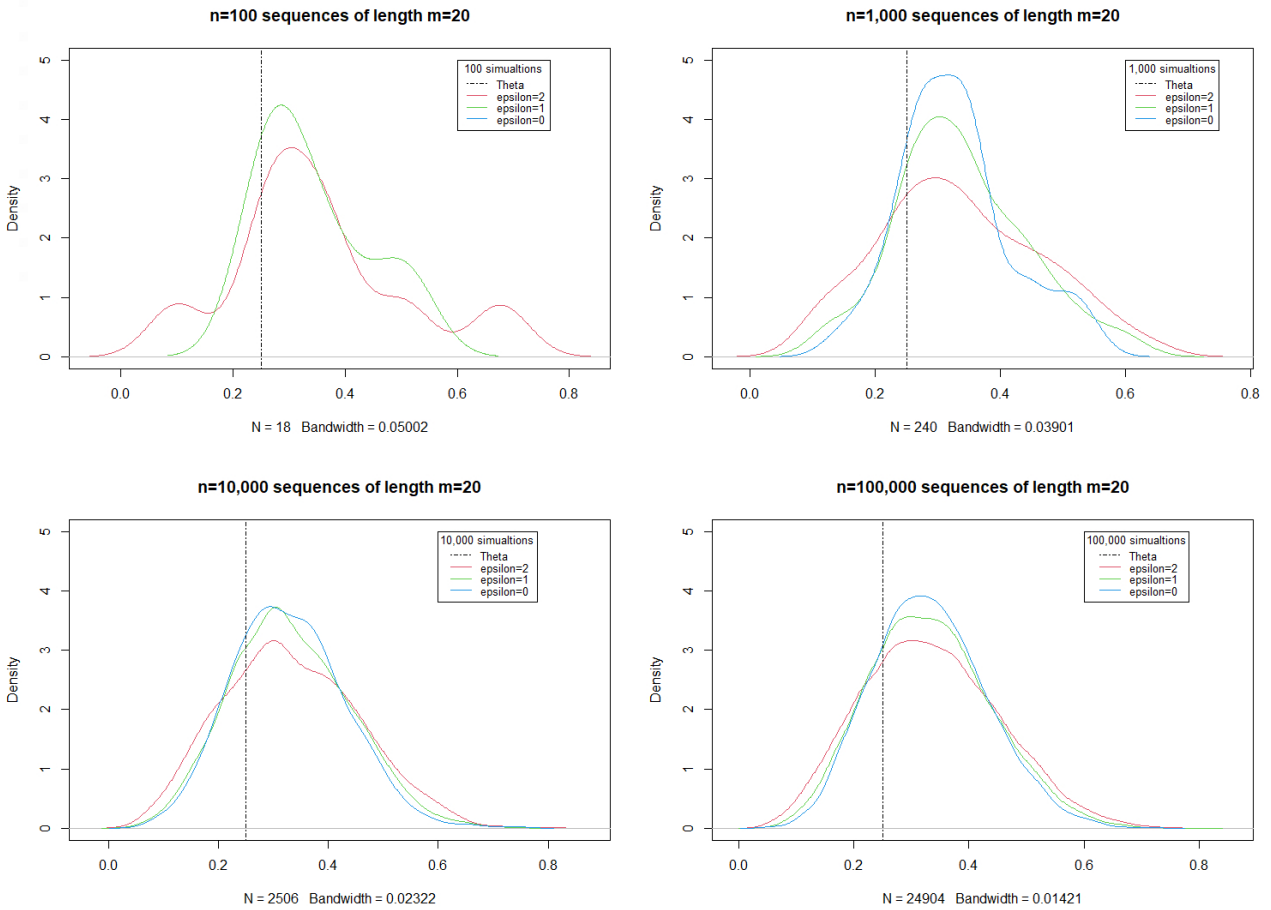 n=100 sequences of length m=20
5
4
3
2
1
0
Density
100 simualtions
Theta
epsilon=2
epsilon=1
epsilon=0
0.0 0.2 0.4 0.6 0.8
N = 18 Bandwidth = 0.05002
n=1,000 sequences of length m=20
5
4
3
2
1
0
Density
1,000 simualtions
Theta
epsilon=2
epsilon=1
epsilon=0
0.0 0.2 0.4 0.6 0.8
N = 240 Bandwidth = 0.03901
n=10,000 sequences of length m=20
5
4
3
2
1
0
Density
10,000 simualtions
Theta
epsilon=2
epsilon=1
epsilon=0
0.0 0.2 0.4 0.6 0.8
N = 2506 Bandwidth = 0.02322
n=100,000 sequences of length m=20
5
4
3
2
1
0
Density
100,000 simualtions
Theta
epsilon=2
epsilon=1
epsilon=0
0.0 0.2 0.4 0.6 0.8
N = 24904 Bandwidth = 0.01421